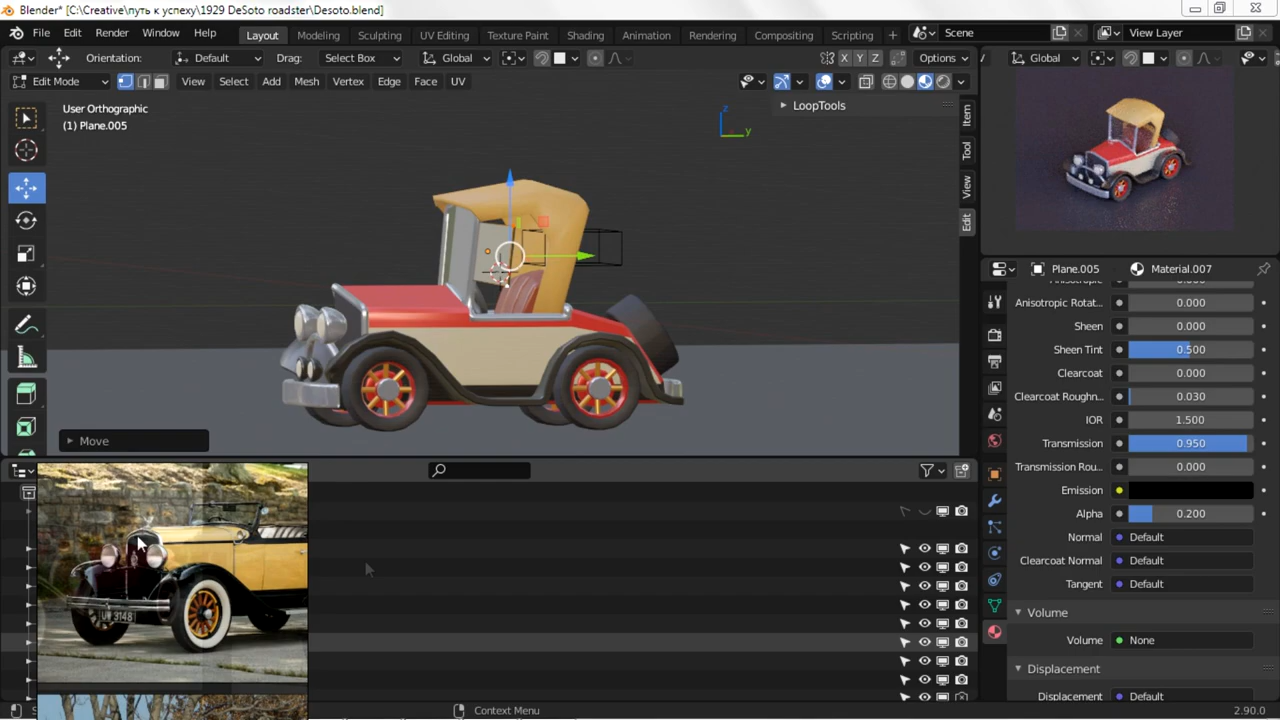 Blender* [C:\Creative\путь к успеху\1929 DeSoto roadster\Desoto.blend]
File Edit Render Window Help Layout Modeling Sculpting UV Editing Texture Paint Shading Animation Rendering Compositing Scripting + Scene View Layer
Orientation: Default Drag: Select Box Global X Y Z Options Global
Edit Mode View Select Add Mesh Vertex Edge Face UV
User Orthographic
(1) Plane.005
LoopTools
z
y
Item
Tool
View
Edit
Move
Plane.005 Material.007
Anisotropic Rotat... 0.000
Sheen 0.000
Sheen Tint 0.500
Clearcoat 0.000
Clearcoat Roughn... 0.030
IOR 1.500
Transmission 0.950
Transmission Rou... 0.000
Emission
Alpha 0.200
Normal Default
Clearcoat Normal Default
Tangent Default
Volume
Volume None
Displacement
Displacement Default
3148
Context Menu
2.90.0